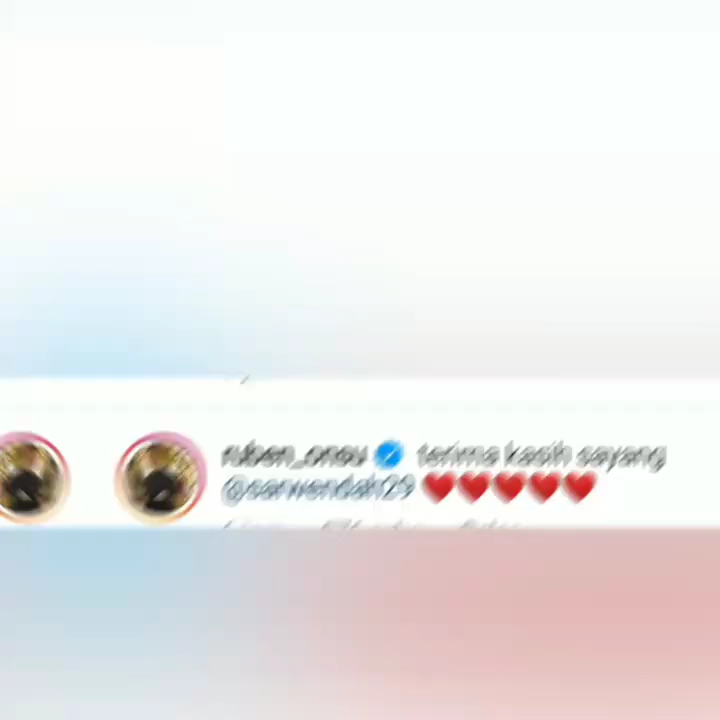 ruben_onsu terima kasih sayang
@sarwendah29 ❤️❤️❤️❤️❤️